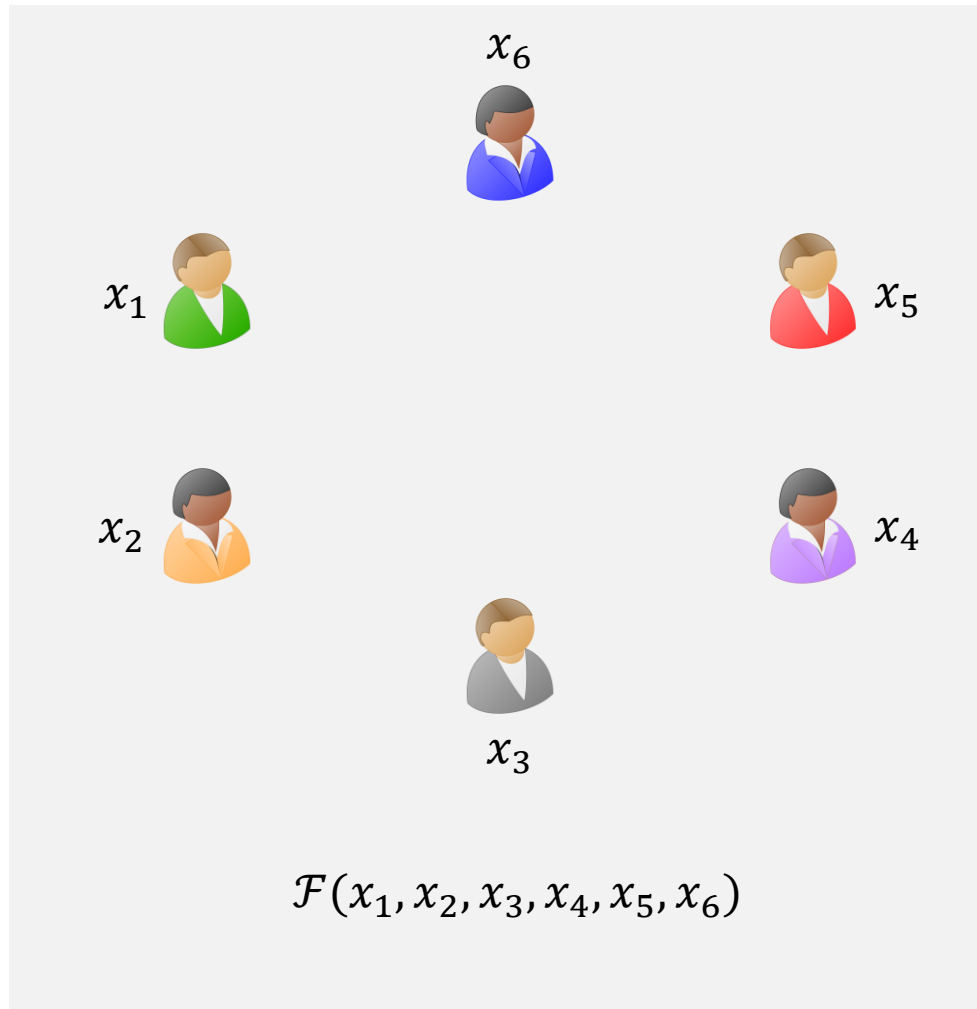 𝑥₆
𝑥₁
𝑥₅
𝑥₂
𝑥₄
𝑥₃
ℱ(𝑥₁, 𝑥₂, 𝑥₃, 𝑥₄, 𝑥₅, 𝑥₆)